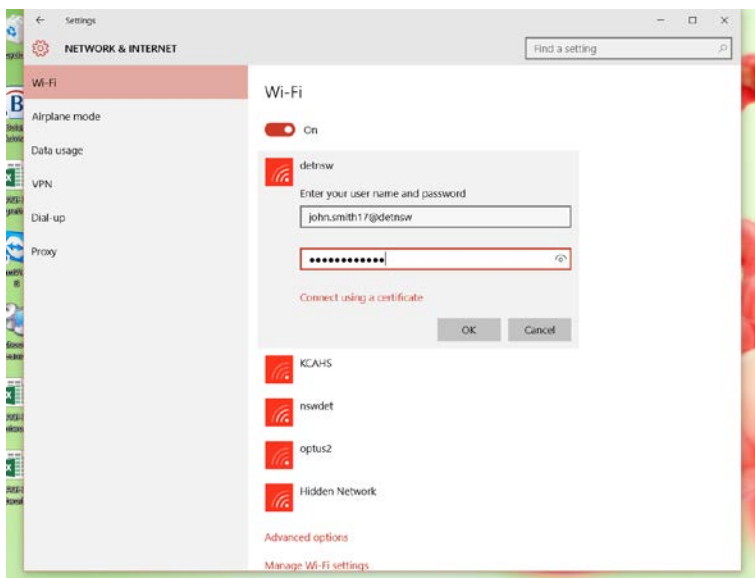 Settings
NETWORK & INTERNET
Find a setting
Wi-Fi
Airplane mode
Data usage
VPN
Dial-up
Proxy
Wi-Fi
On
detnsw
Enter your user name and password
john.smith17@detnsw
Connect using a certificate
OK Cancel
KCAHS
nswdet
optus2
Hidden Network
Advanced options
Manage Wi-Fi settings